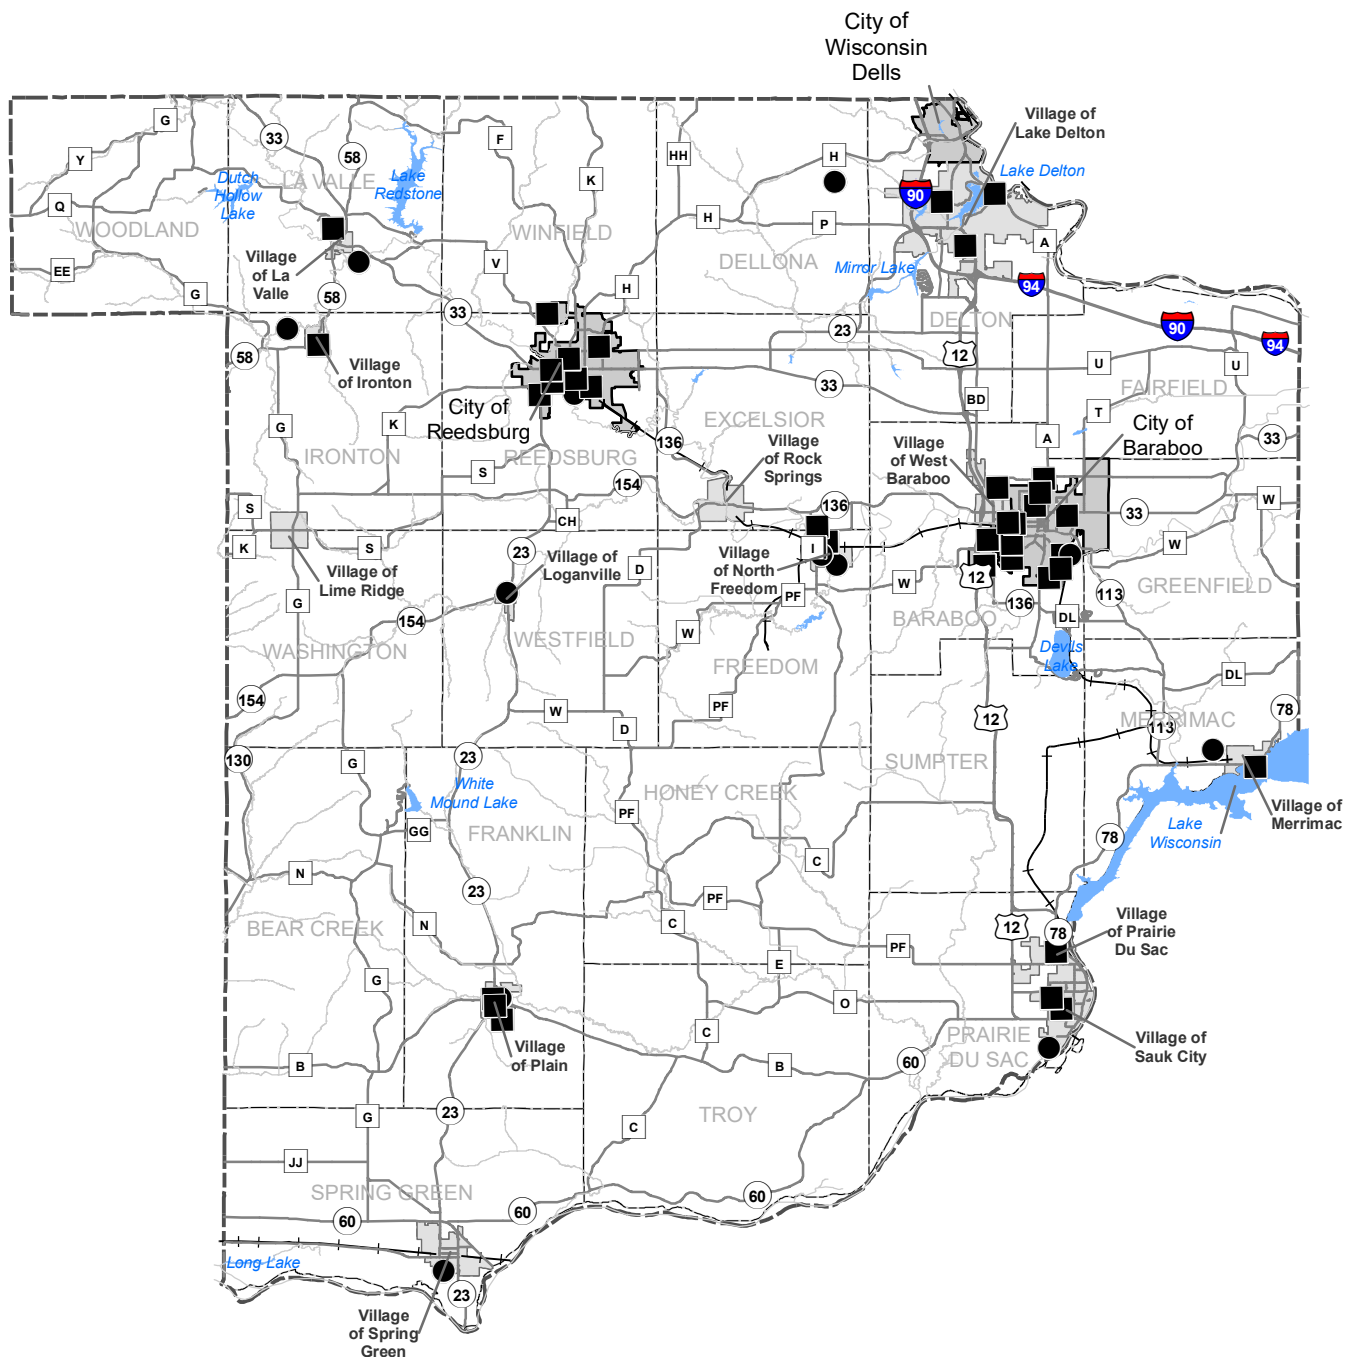 City of
Wisconsin
Dells
Village of
Lake Delton
G
33
F
Y
58
HH
H
K
Lake Delton
Dutch
Hollow
Lake
LA VALLE
Lake
Redstone
90
Q
WOODLAND
H
P
WINFIELD
A
Village
of La
Valle
V
DELLONA
Mirror Lake
EE
G
58
H
94
33
23
DELTON
90
94
58
Village
of Ironton
12
U
U
33
FAIRFIELD
City of
Reedsburg
BD
T
G
K
EXCELSIOR
A
City of
Baraboo
33
136
Village
of Rock
Springs
Village
of West
Baraboo
IRONTON
REEDSBURG
S
154
S
136
33
W
CH
K
S
23
Village of
Loganville
Village
of North
Freedom
I
W
Village of
Lime Ridge
D
12
W
GREENFIELD
G
PF
136
113
154
WESTFIELD
W
BARABOO
DL
WASHINGTON
FREEDOM
Devils
Lake
DL
154
W
PF
12
78
D
MERRIMAC
113
130
G
23
SUMPTER
White
Mound Lake
HONEY CREEK
Village of
Merrimac
GG
FRANKLIN
PF
78
Lake
Wisconsin
C
N
23
PF
BEAR CREEK
N
C
12
78
Village
of Prairie
Du Sac
PF
E
G
O
C
PRAIRIE
DU SAC
Village of
Sauk City
Village
of Plain
B
B
60
G
23
C
TROY
JJ
SPRING GREEN
60
60
60
Long Lake
23
Village
of Spring
Green